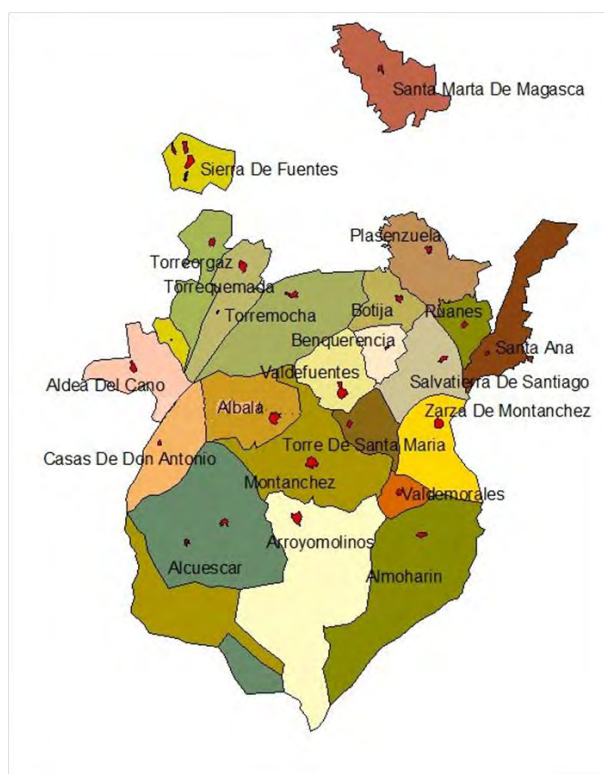 Santa Marta De Magasca
Sierra De Fuentes
Plasenzuela
Torreorgaz
Torrequemada
Torremocha
Botija
Ruanes
Benquerencia
Santa Ana
Valdefuentes
Aldea Del Cano
Salvatierra De Santiago
Albala
Zarza De Montanchez
Torre De Santa Maria
Casas De Don Antonio
Montanchez
Valdemorales
Arroyomolinos
Alcuescar
Almoharin